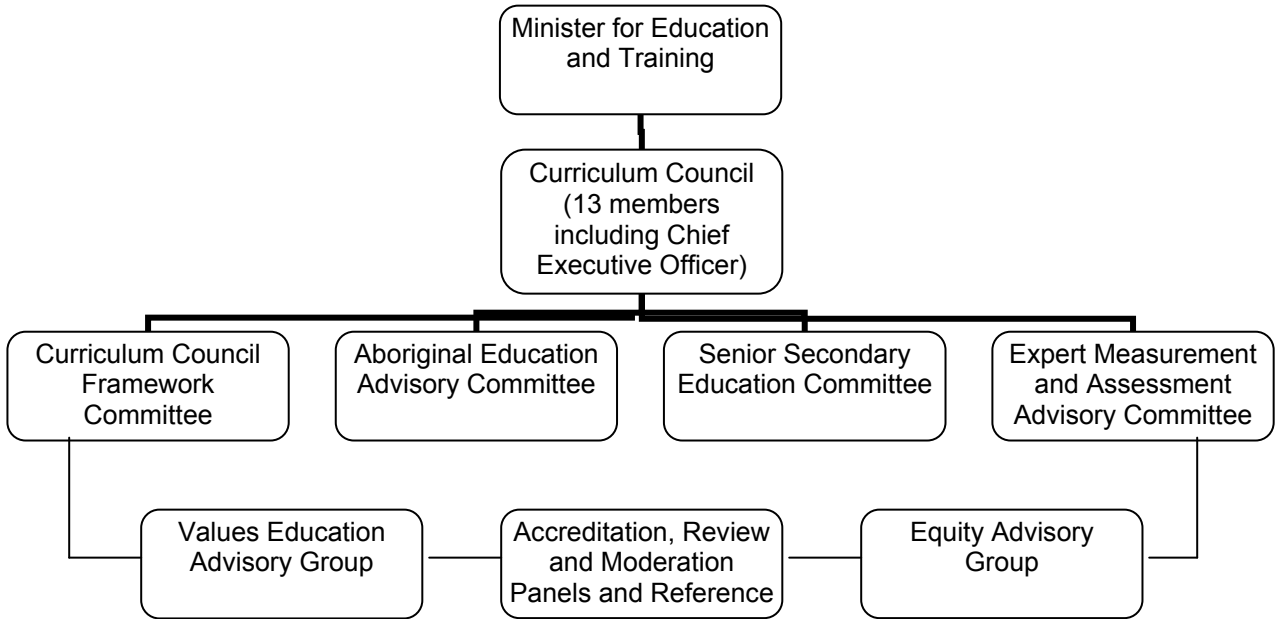 Minister for Education
and Training
Curriculum Council
(13 members
including Chief
Executive Officer)
Curriculum Council
Framework
Committee
Aboriginal Education
Advisory Committee
Senior Secondary
Education Committee
Expert Measurement
and Assessment
Advisory Committee
Values Education
Advisory Group
Accreditation, Review
and Moderation
Panels and Reference
Equity Advisory
Group